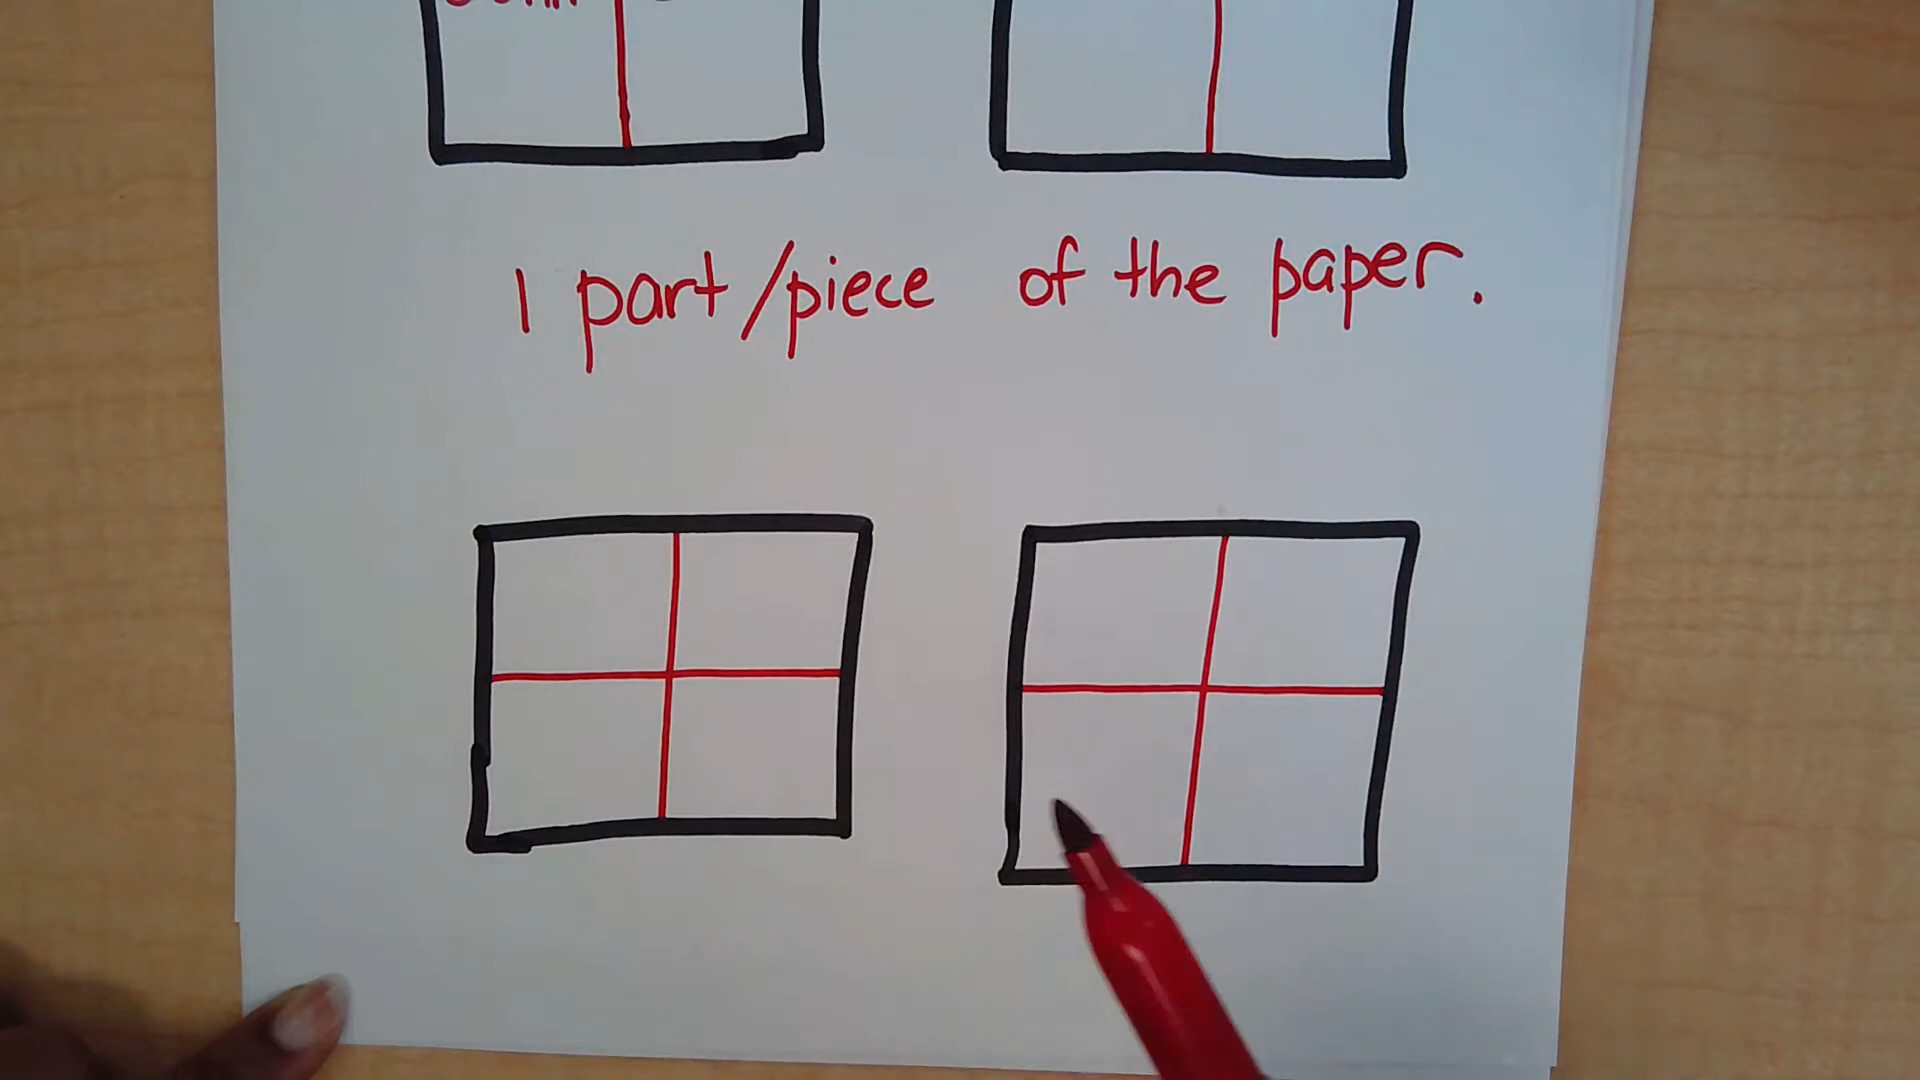 1 part/piece of the paper.